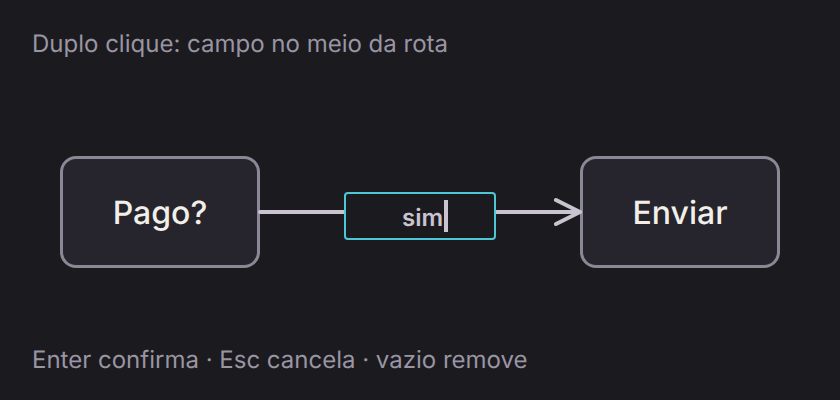 Duplo clique: campo no meio da rota
Pago?
sim
Enviar
Enter confirma · Esc cancela · vazio remove